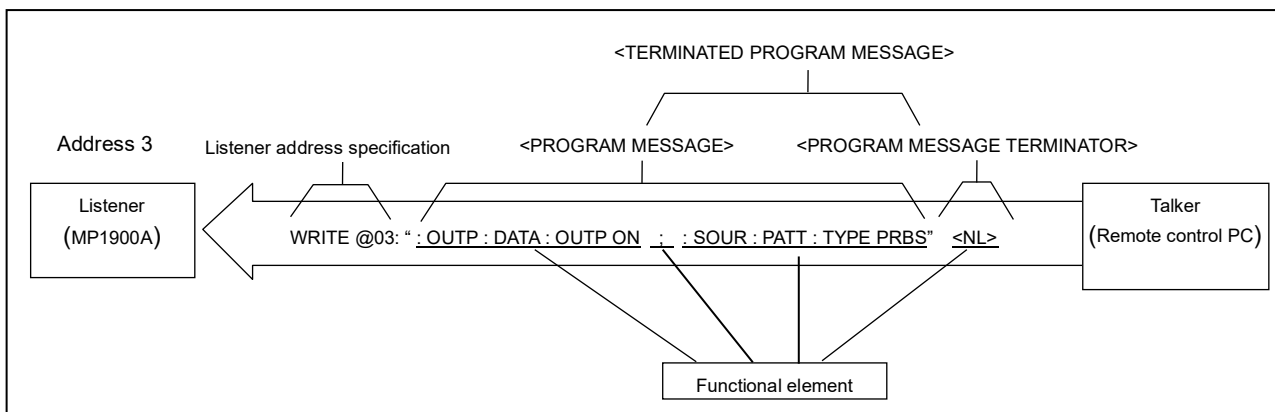 <TERMINATED PROGRAM MESSAGE>
Address 3
Listener address specification
<PROGRAM MESSAGE>
<PROGRAM MESSAGE TERMINATOR>
Listener
(MP1900A)
WRITE @03: “ : OUTP : DATA : OUTP ON ; : SOUR : PATT : TYPE PRBS” <NL>
Talker
(Remote control PC)
Functional element